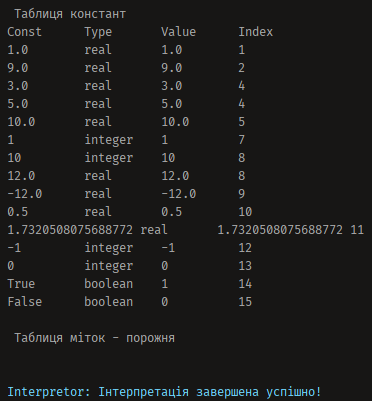 Таблиця констант
Const Type Value Index
1.0 real 1.0 1
9.0 real 9.0 2
3.0 real 3.0 4
5.0 real 5.0 4
10.0 real 10.0 5
1 integer 1 7
10 integer 10 8
12.0 real 12.0 8
-12.0 real -12.0 9
0.5 real 0.5 10
1.7320508075688772 real 1.7320508075688772 11
-1 integer -1 12
0 integer 0 13
True boolean 1 14
False boolean 0 15
Таблиця міток - порожня
Interpretor: Інтерпретація завершена успішно!